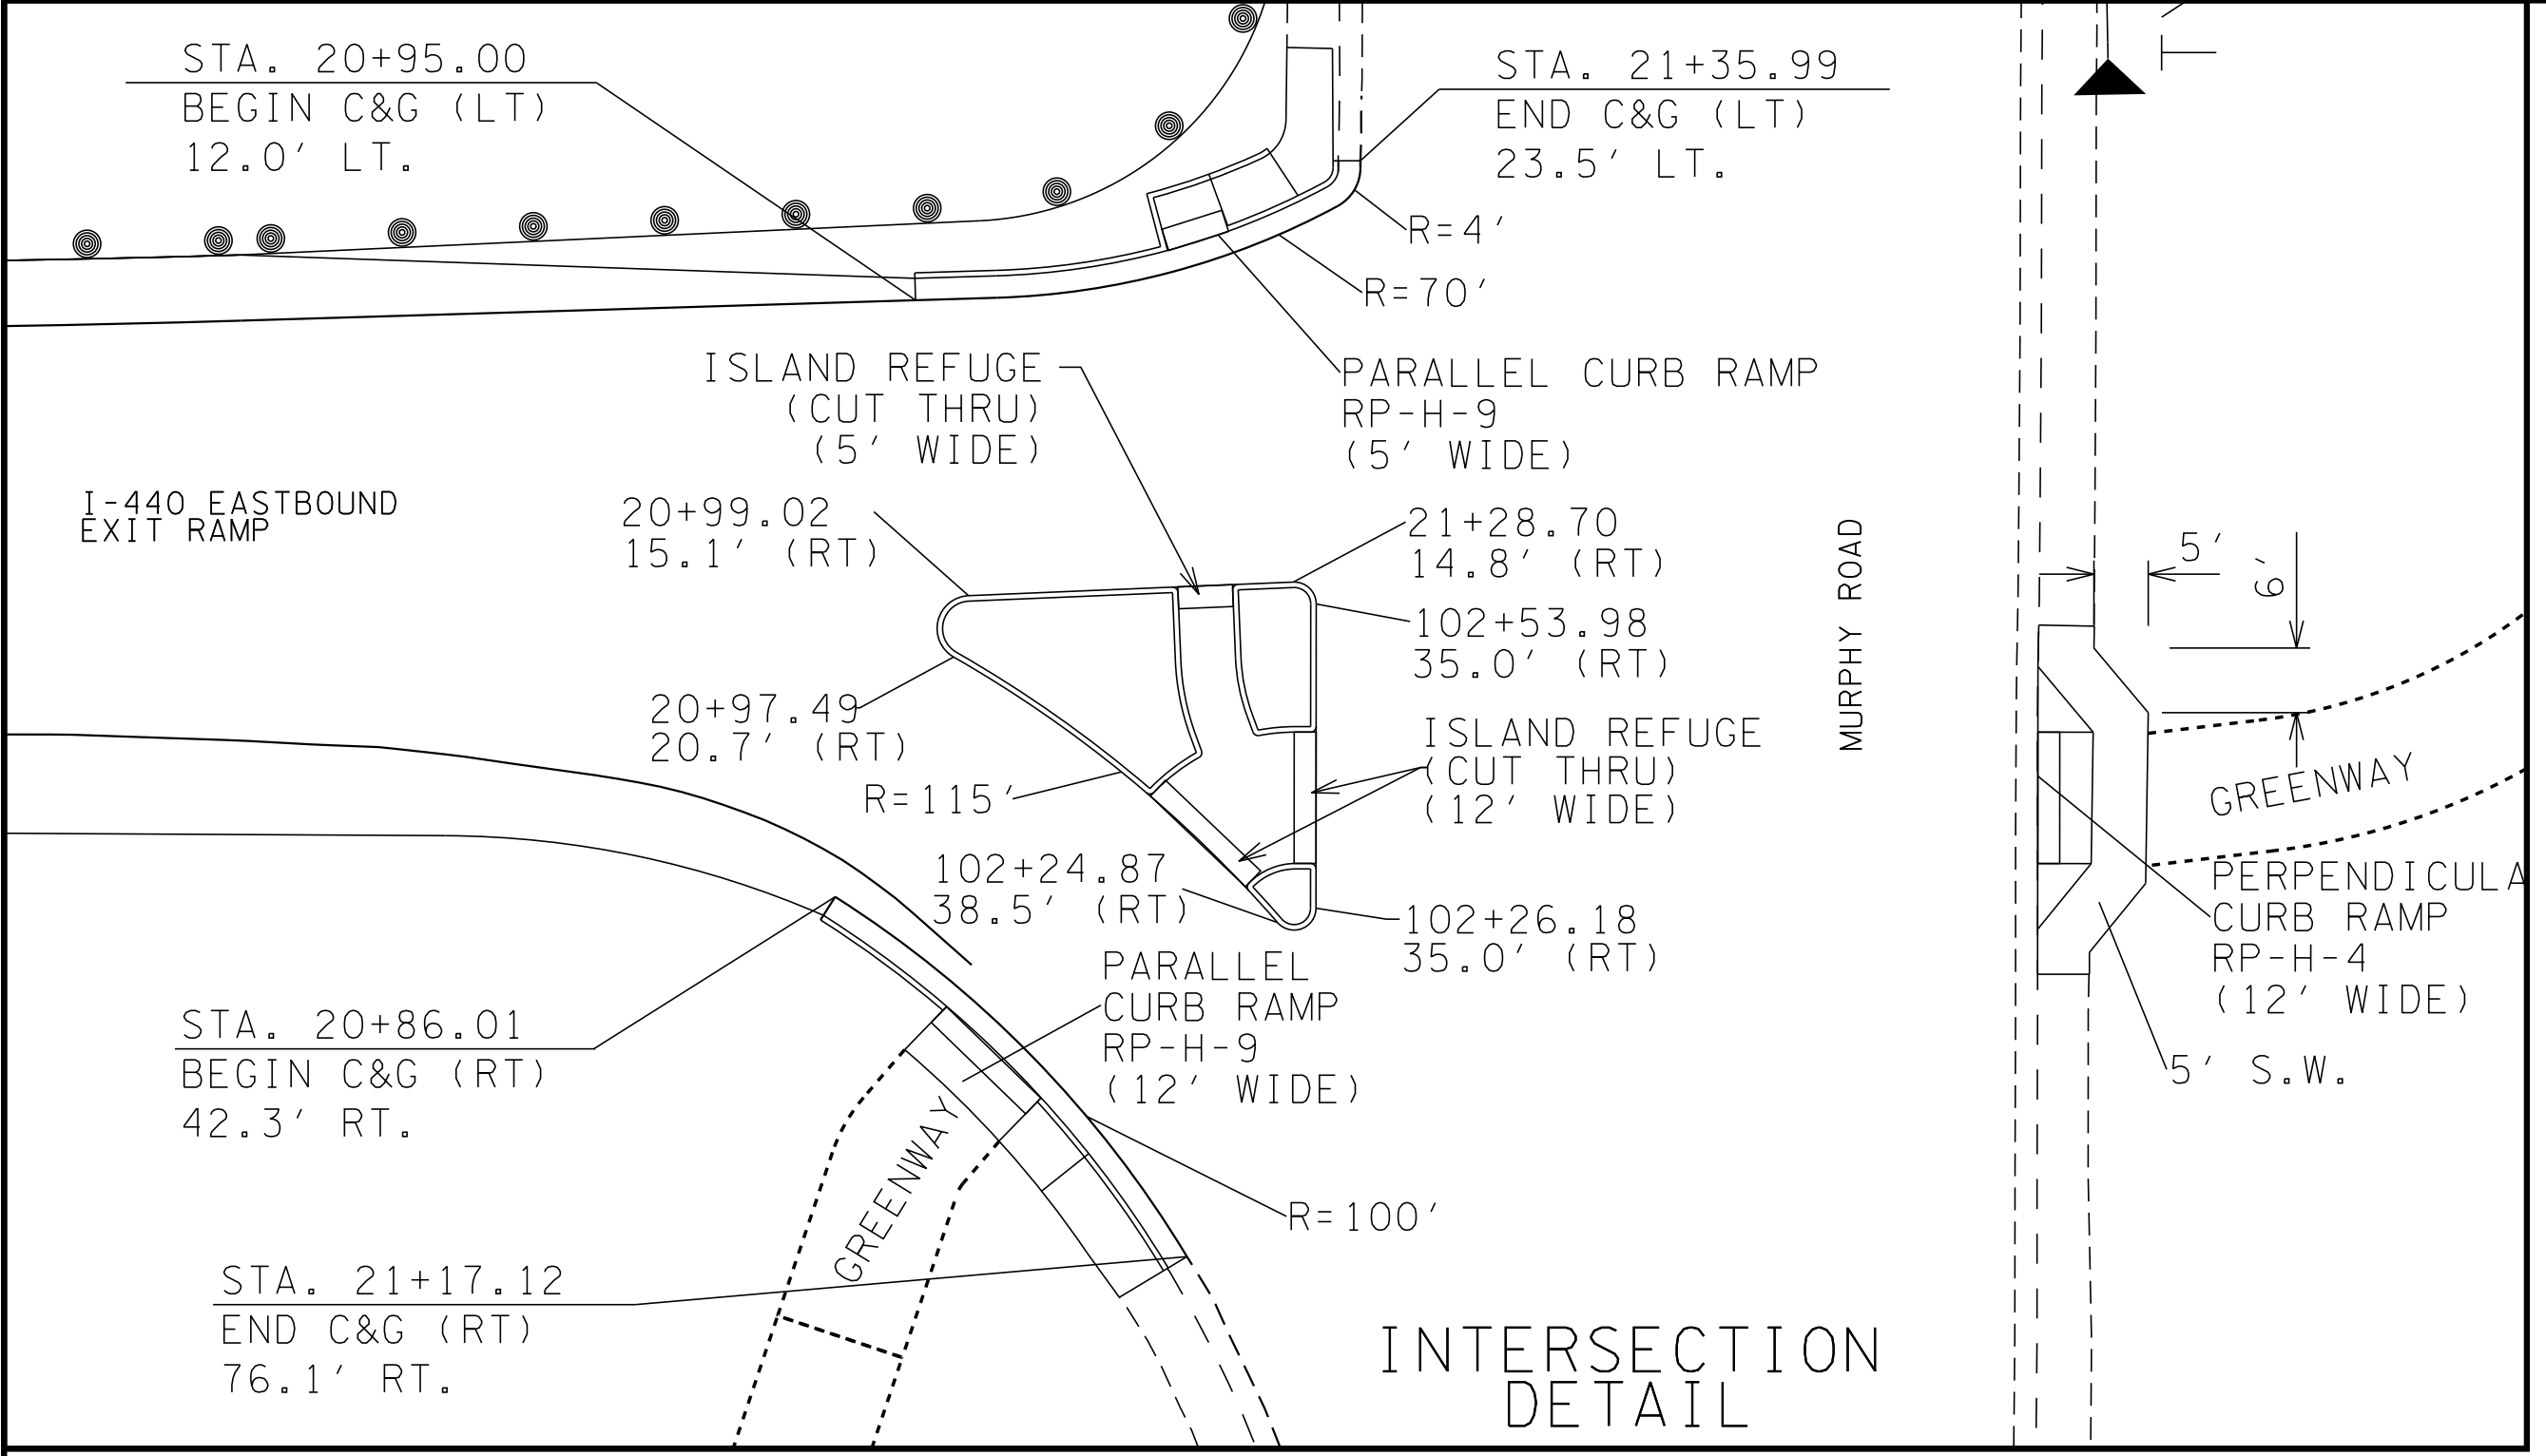 STA. 20+95.00
BEGIN C&G (LT)
12.0' LT.
STA. 21+35.99
END C&G (LT)
23.5' LT.
R=4'
R=70'
ISLAND REFUGE
(CUT THRU)
(5' WIDE)
PARALLEL CURB RAMP
RP-H-9
(5' WIDE)
I-440 EASTBOUND
EXIT RAMP
20+99.02
15.1' (RT)
21+28.70
14.8' (RT)
102+53.98
35.0' (RT)
MURPHY ROAD
5'
6'
20+97.49
20.7' (RT)
R=115'
ISLAND REFUGE
(CUT THRU)
(12' WIDE)
GREENWAY
102+24.87
38.5' (RT)
102+26.18
35.0' (RT)
PERPENDICULA
CURB RAMP
RP-H-4
(12' WIDE)
5' S.W.
PARALLEL
CURB RAMP
RP-H-9
(12' WIDE)
STA. 20+86.01
BEGIN C&G (RT)
42.3' RT.
GREENWAY
R=100'
STA. 21+17.12
END C&G (RT)
76.1' RT.
INTERSECTION
DETAIL